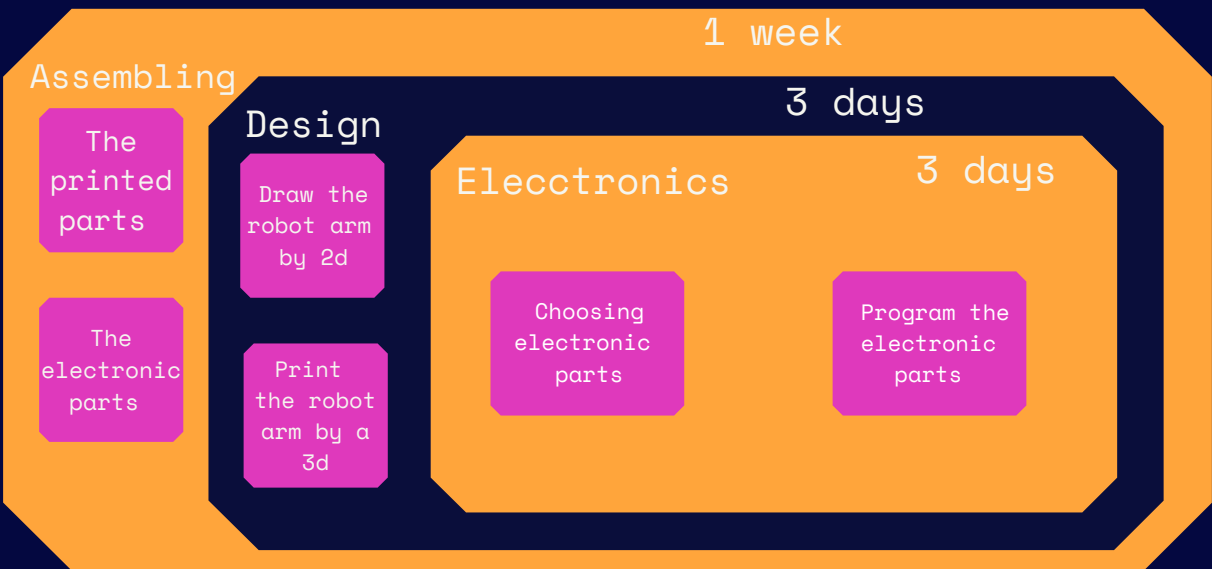 1 week
Assembling
The
printed
parts
The
electronic
parts
3 days
Design
Draw the
robot arm
by 2d
Print
the robot
arm by a
3d
3 days
Elecctronics
Choosing
electronic
parts
Program the
electronic
parts